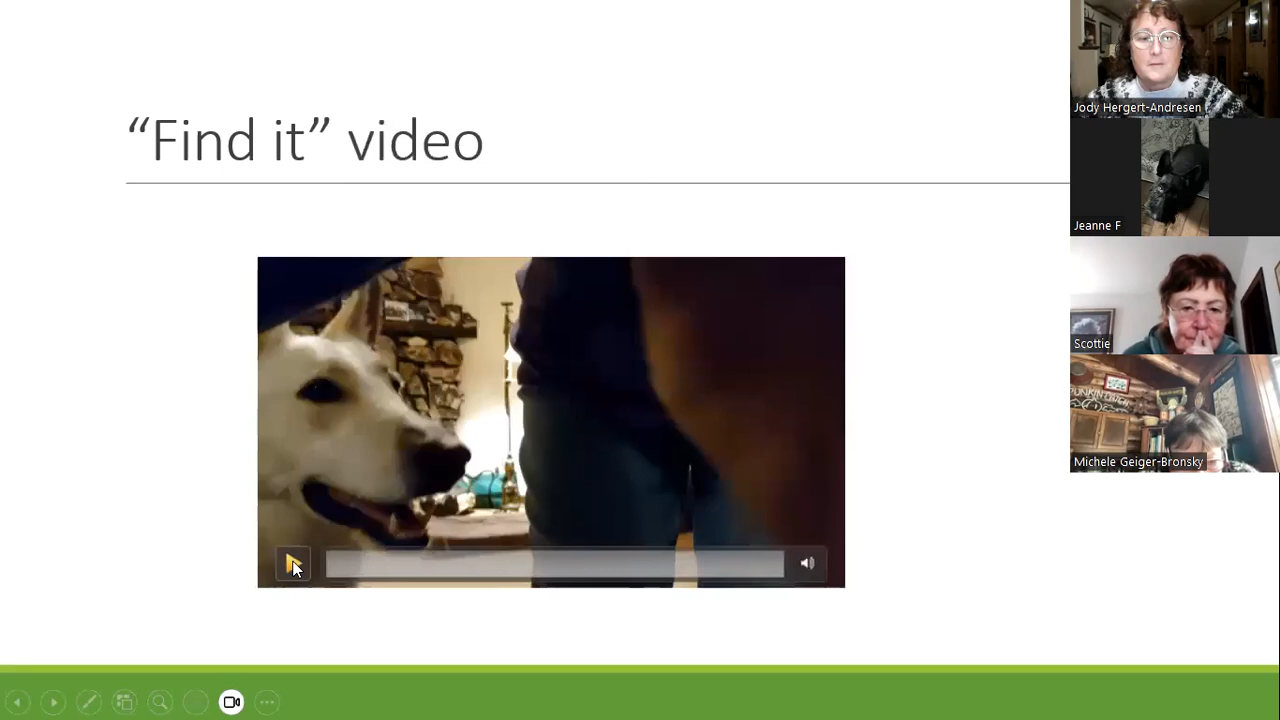 “Find it” video
Jody Hergert-Andresen
Jeanne F
Scottie
Michele Geiger-Bronsky